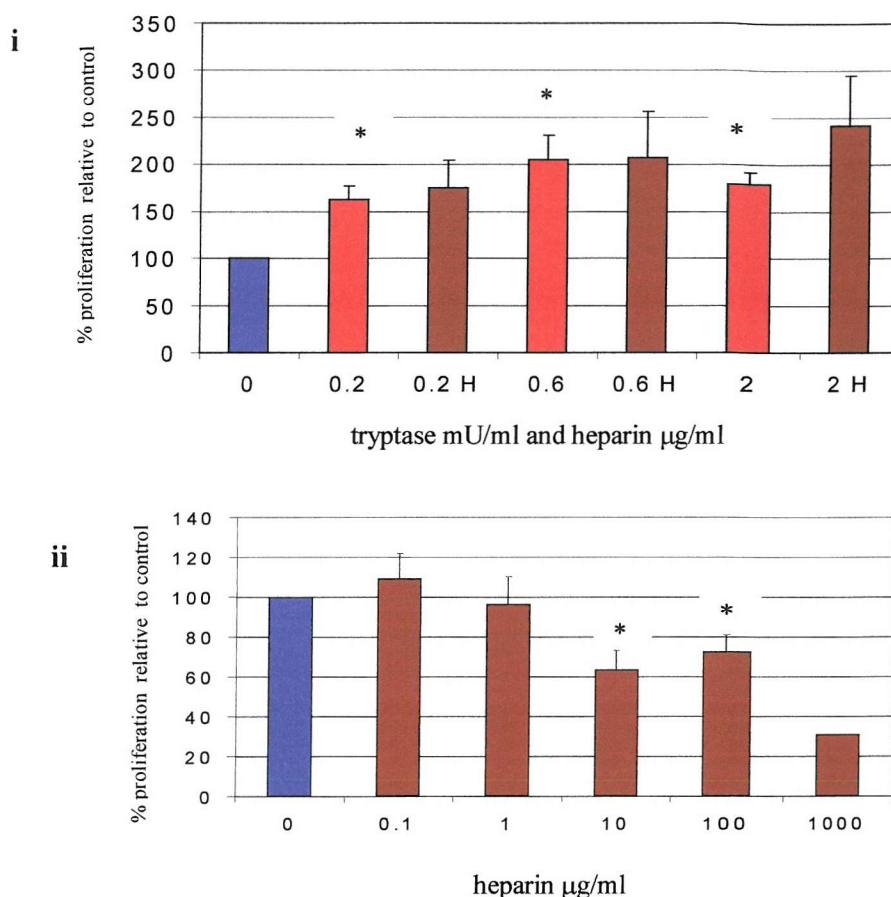 i
% proliferation relative to control
350
300
250
200
150
100
50
0
* * *
0 0.2 0.2 H 0.6 0.6 H 2 2 H
tryptase mU/ml and heparin μg/ml
ii
% proliferation relative to control
140
120
100
80
60
40
20
0
* *
0 0.1 1 10 100 1000
heparin μg/ml